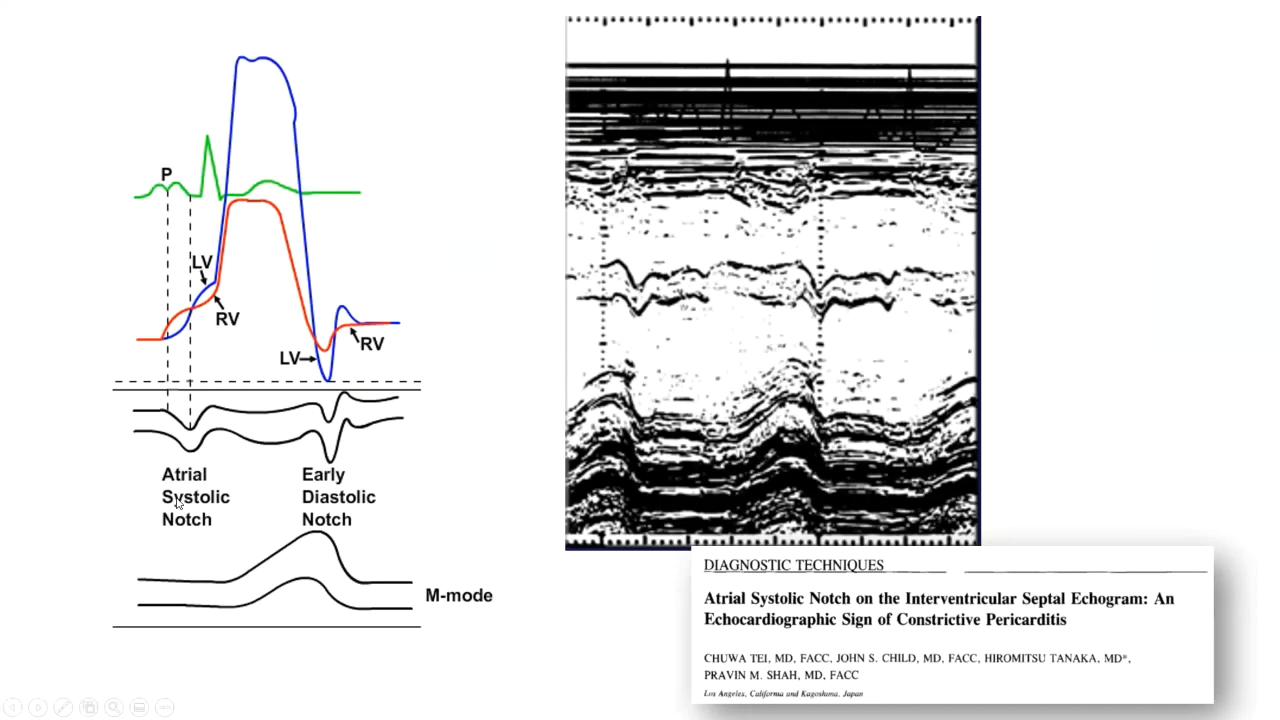 P
LV
RV
LV
RV
Atrial
Systolic
Notch
Early
Diastolic
Notch
M-mode
DIAGNOSTIC TECHNIQUES
Atrial Systolic Notch on the Interventricular Septal Echogram: An
Echocardiographic Sign of Constrictive Pericarditis
CHUWA TEI, MD, FACC, JOHN S. CHILD, MD, FACC, HIROMITSU TANAKA, MD*,
PRAVIN M. SHAH, MD, FACC
Los Angeles, California and Kagoshima, Japan